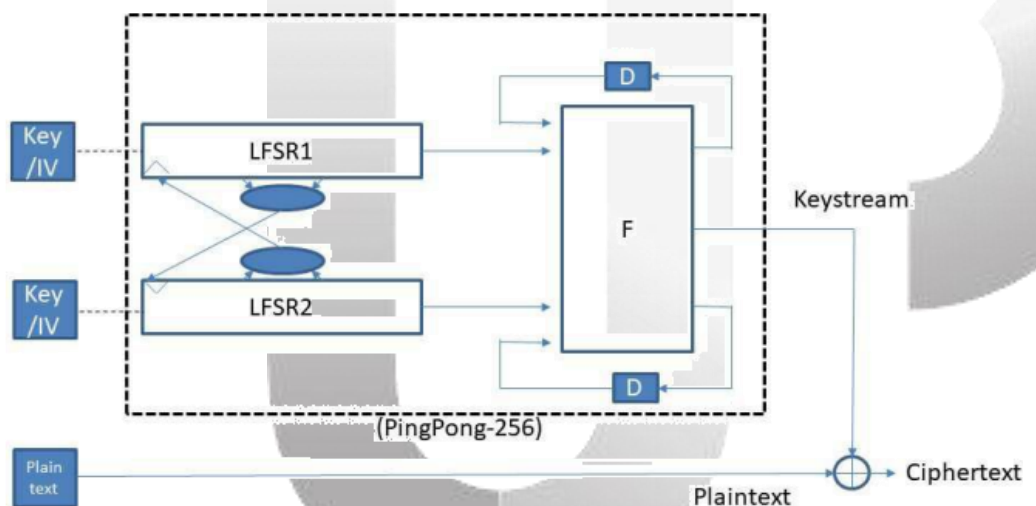 D
Key
/IV
LFSR1
Keystream
F
Key
/IV
LFSR2
D
(PingPong-256)
Plain
text
Plaintext
Ciphertext